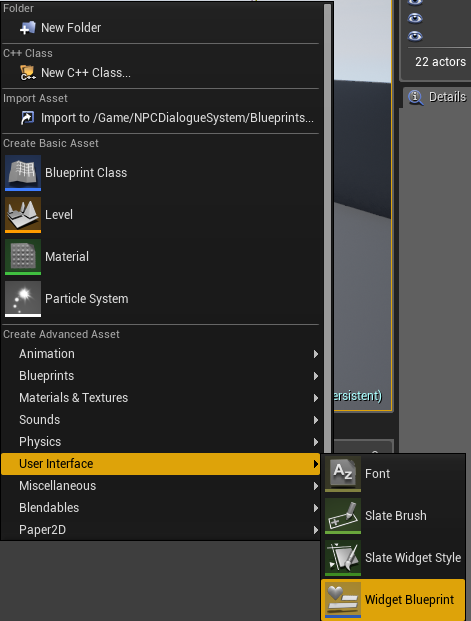 Folder
New Folder
C++ Class
New C++ Class...
Import Asset
Import to /Game/NPCDialogueSystem/Blueprints...
Create Basic Asset
Blueprint Class
Level
Material
Particle System
Create Advanced Asset
Animation
Blueprints
Materials & Textures
Sounds
Physics
User Interface
Miscellaneous
Blendables
Paper2D
Font
Slate Brush
Slate Widget Style
Widget Blueprint
22 actors
Details
ersistent)